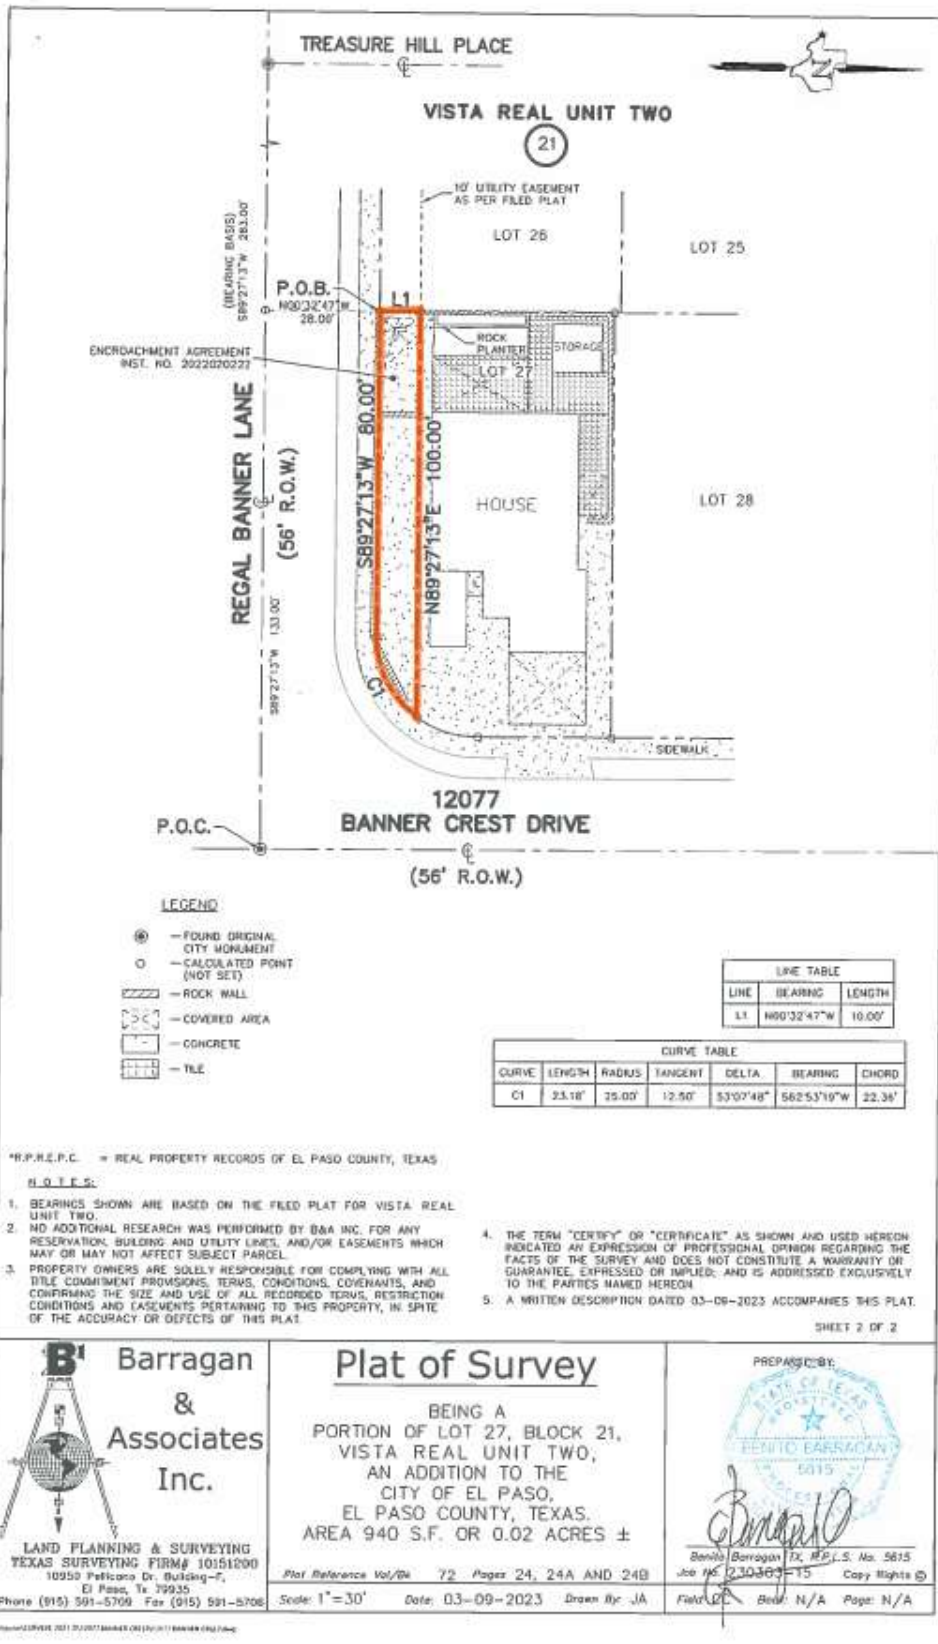 TREASURE HILL PLACE
VISTA REAL UNIT TWO
21
N
10' UTILITY EASEMENT
AS PER FILED PLAT
LOT 26
LOT 25
(BEARING BASIS)
S89°27'13"W 283.00'
P.O.B.
L1
N00°32'47"W
28.00'
ROCK
PLANTER
STORAGE
LOT 27
ENCROACHMENT AGREEMENT
INST. NO. 2022020222
REGAL BANNER LANE
(56' R.O.W.)
S89°27'13"W 80.00'
N89°27'13"E 100.00'
HOUSE
LOT 28
S89°27'13"W 133.00'
C1
SIDEWALK
12077
BANNER CREST DRIVE
P.O.C.
(56' R.O.W.)
LEGEND
—FOUND ORIGINAL
CITY MONUMENT
—CALCULATED POINT
(NOT SET)
— ROCK WALL
— COVERED AREA
— CONCRETE
— TILE
LINE TABLE
LINE BEARING LENGTH
L1 N00°32'47"W 10.00'
CURVE TABLE
CURVE LENGTH RADIUS TANGENT DELTA BEARING CHORD
C1 23.18' 25.00' 12.50' 53°07'48" S62°53'19"W 22.36'
*R.P.R.E.P.C. = REAL PROPERTY RECORDS OF EL PASO COUNTY, TEXAS
N O T E S:
1. BEARINGS SHOWN ARE BASED ON THE FILED PLAT FOR VISTA REAL
UNIT TWO.
2. NO ADDITIONAL RESEARCH WAS PERFORMED BY B&A INC. FOR ANY
RESERVATION, BUILDING AND UTILITY LINES, AND/OR EASEMENTS WHICH
MAY OR MAY NOT AFFECT SUBJECT PARCEL.
3. PROPERTY OWNERS ARE SOLELY RESPONSIBLE FOR COMPLYING WITH ALL
TITLE COMMITMENT PROVISIONS, TERMS, CONDITIONS, COVENANTS, AND
CONFIRMING THE SIZE AND USE OF ALL RECORDED TERMS, RESTRICTION
CONDITIONS AND EASEMENTS PERTAINING TO THIS PROPERTY, IN SPITE
OF THE ACCURACY OR DEFECTS OF THIS PLAT.
4. THE TERM "CERTIFY" OR "CERTIFICATE" AS SHOWN AND USED HEREON
INDICATED AN EXPRESSION OF PROFESSIONAL OPINION REGARDING THE
FACTS OF THE SURVEY AND DOES NOT CONSTITUTE A WARRANTY OR
GUARANTEE, EXPRESSED OR IMPLIED; AND IS ADDRESSED EXCLUSIVELY
TO THE PARTIES NAMED HEREON.
5. A WRITTEN DESCRIPTION DATED 03-09-2023 ACCOMPANIES THIS PLAT.
SHEET 2 OF 2
B
Barragan
&
Associates
Inc.
LAND PLANNING & SURVEYING
TEXAS SURVEYING FIRM# 10151200
10950 Pellicano Dr. Building-F,
El Paso, Tx 79935
Phone (915) 591-5709 Fax (915) 591-5706
Plat of Survey
BEING A
PORTION OF LOT 27, BLOCK 21,
VISTA REAL UNIT TWO,
AN ADDITION TO THE
CITY OF EL PASO,
EL PASO COUNTY, TEXAS.
AREA 940 S.F. OR 0.02 ACRES ±
Plat Reference Vol/Bk 72 Pages 24, 24A AND 24B
Scale: 1"=30' Date: 03-09-2023 Drawn By: JA
PREPARED BY:
STATE OF TEXAS
REGISTERED
BENITO BARRAGAN
5615
Benito Barragan TX. R.P.L.S. No. 5615
Job No. 230303-15 Copy Rights ©
Book: N/A Page: N/A